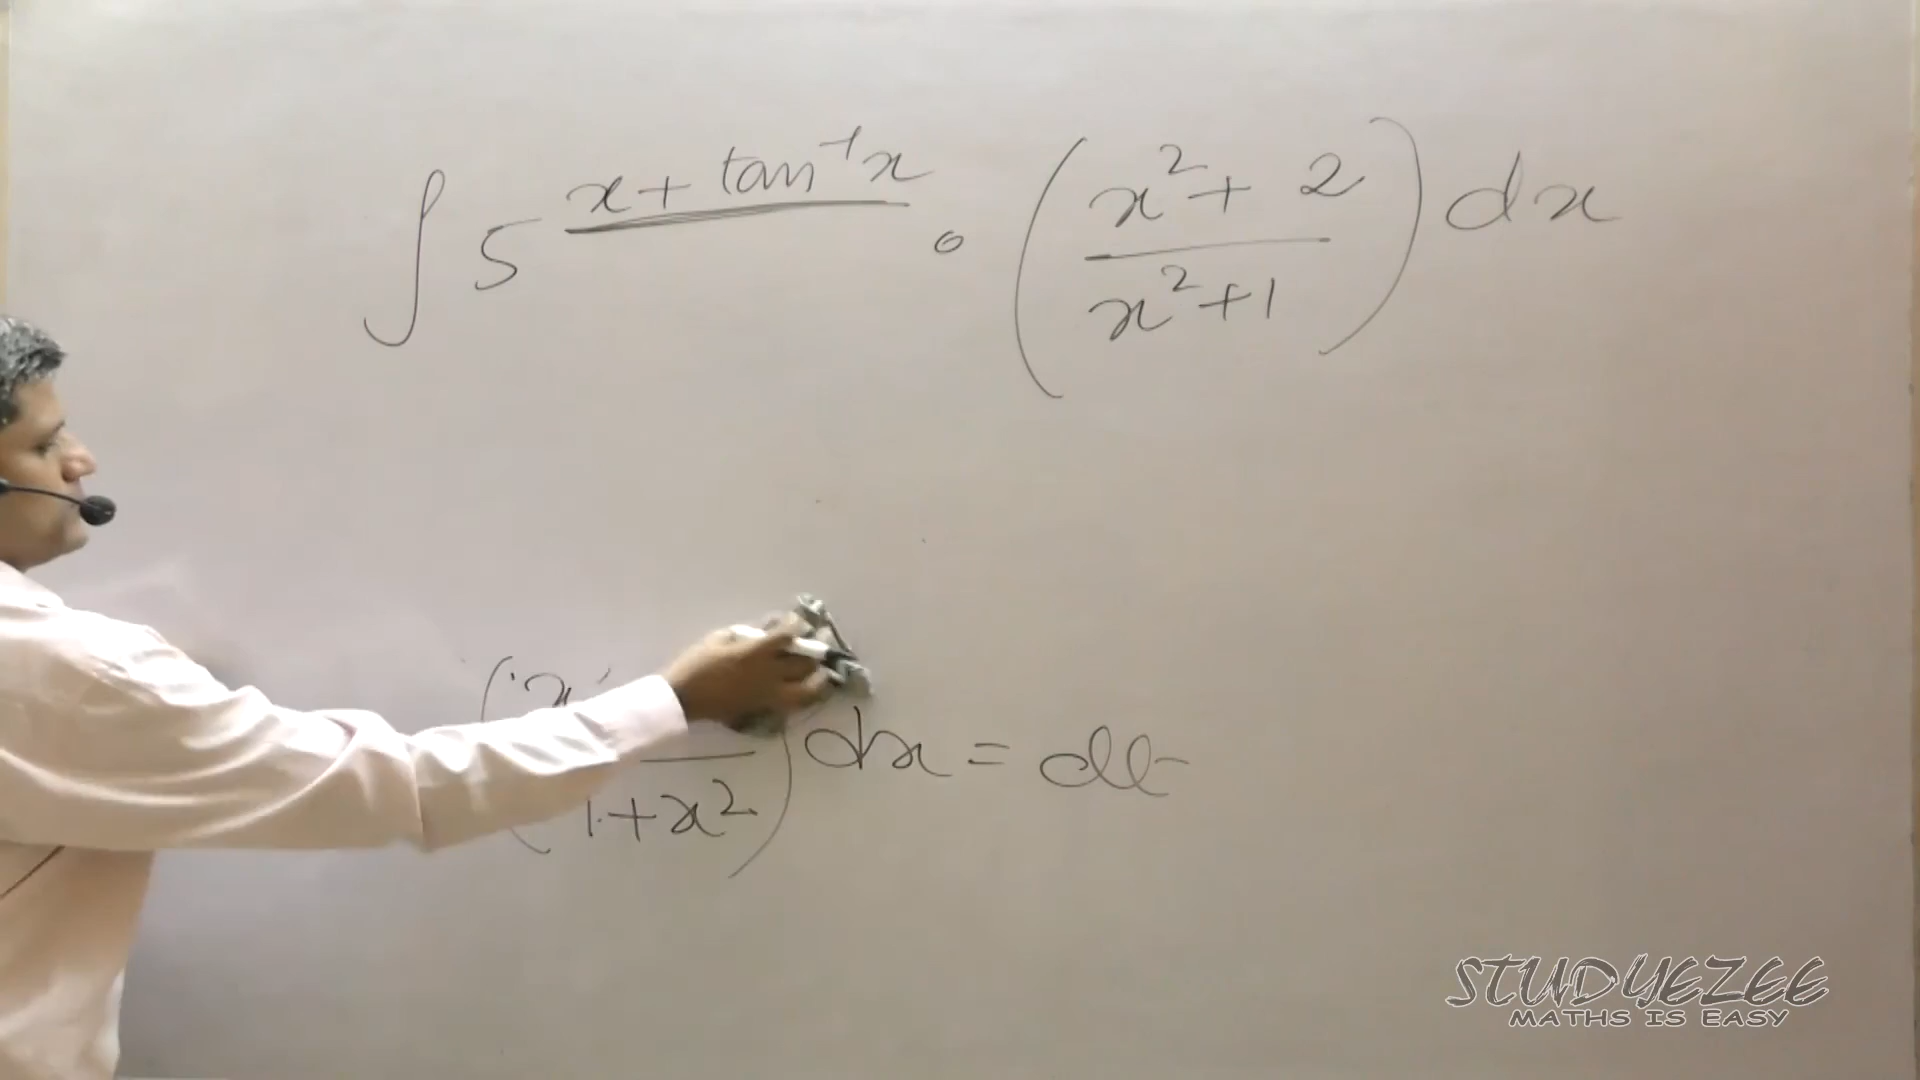 ∫ 5^(x + tan⁻¹x) · ((x² + 2)/(x² + 1)) dx
(x / (1 + x²)) dx = dt
STUDYEZEE
MATHS IS EASY